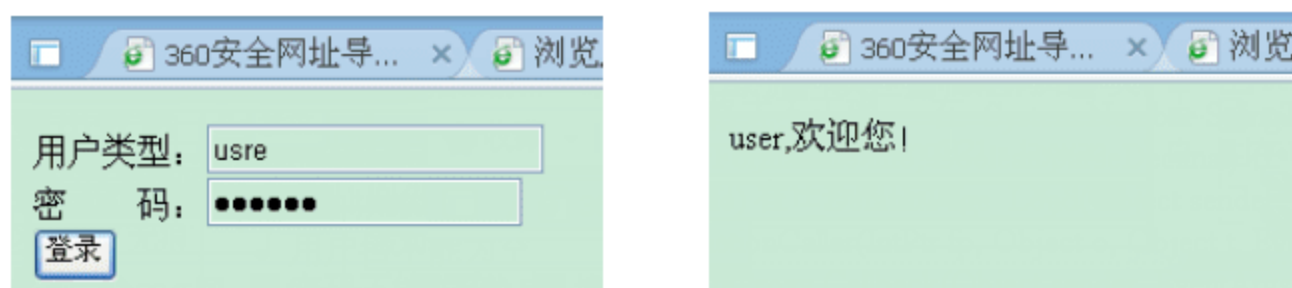 360安全网址导... × 浏览
用户类型：usre
密 码：●●●●●●
登录
360安全网址导... × 浏览
user,欢迎您!